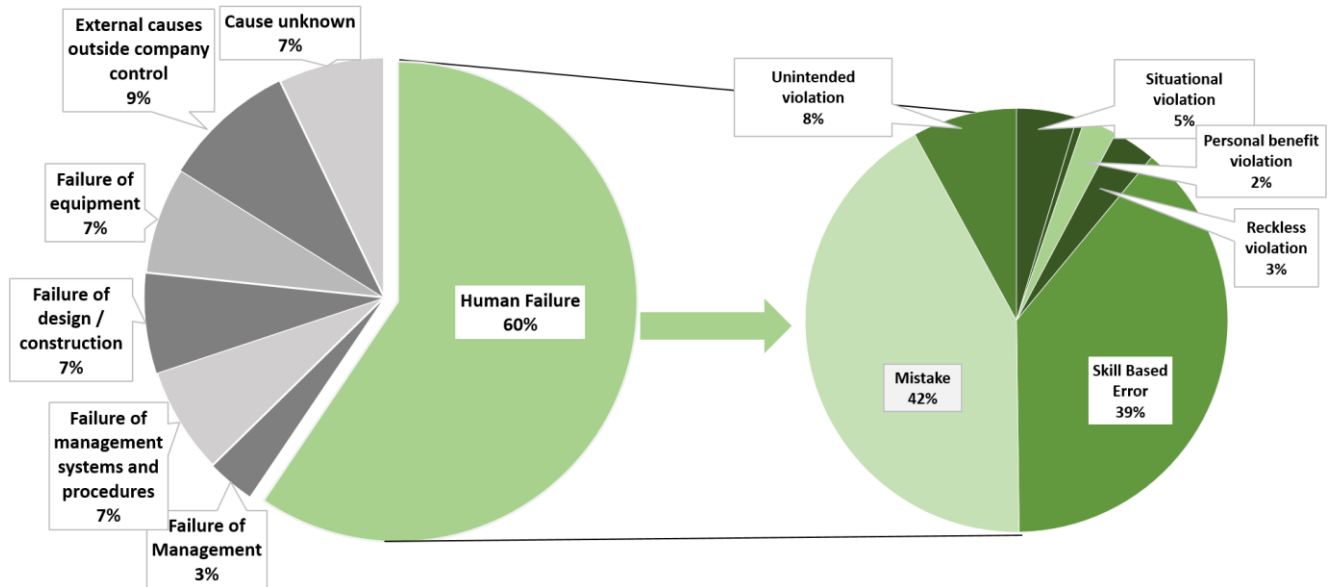 External causes
outside company
control
9%
Cause unknown
7%
Failure of
equipment
7%
Failure of
design /
construction
7%
Failure of
management
systems and
procedures
7%
Failure of
Management
3%
Human Failure
60%
Unintended
violation
8%
Situational
violation
5%
Personal benefit
violation
2%
Reckless
violation
3%
Mistake
42%
Skill Based
Error
39%